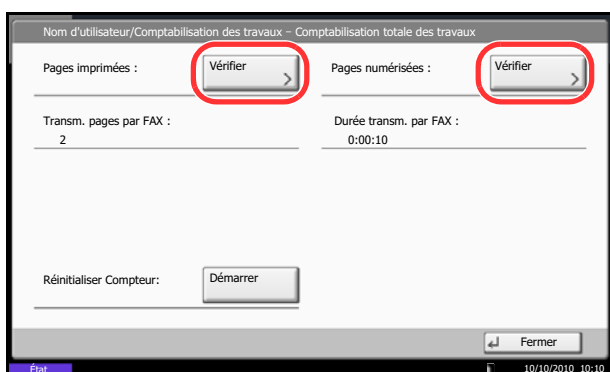 Nom d'utilisateur/Comptabilisation des travaux – Comptabilisation totale des travaux
Pages imprimées : Vérifier Pages numérisées : Vérifier
Transm. pages par FAX : Durée transm. par FAX :
2 0:00:10
Réinitialiser Compteur: Démarrer
Fermer
État 10/10/2010 10:10